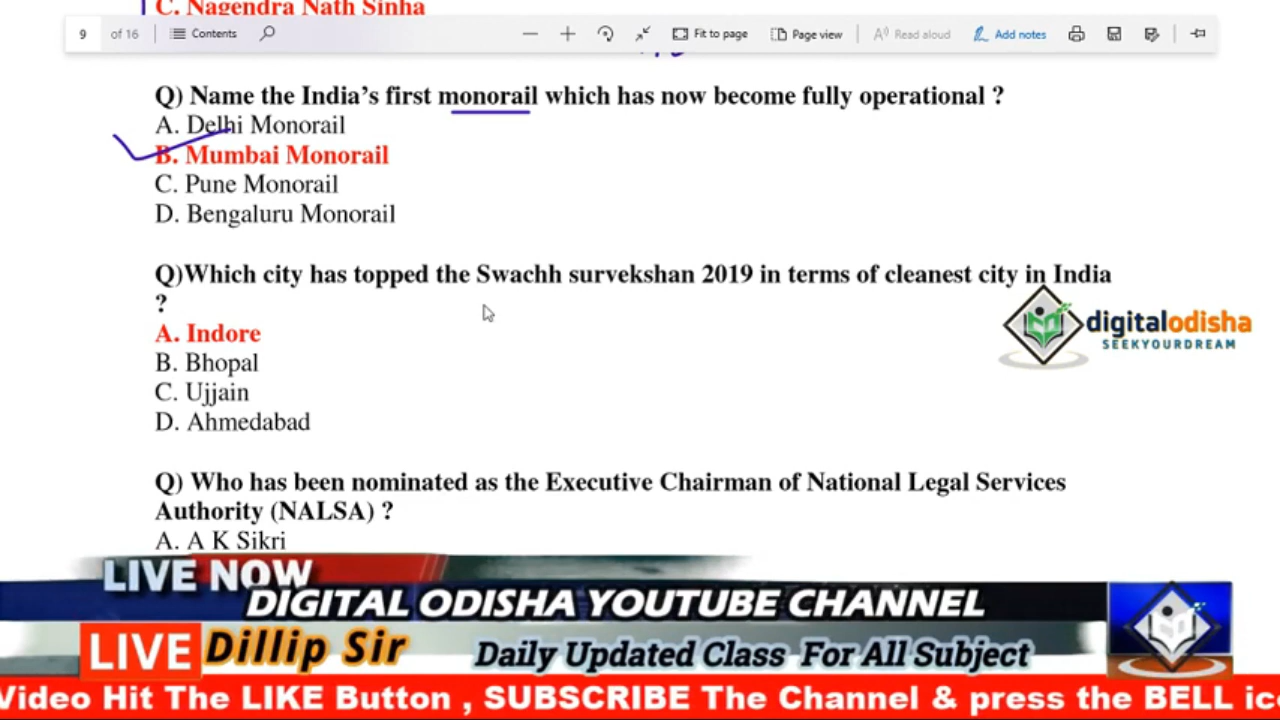 C. Nagendra Nath Sinha
9 of 16 Contents Fit to page Page view Read aloud Add notes
Q) Name the India's first monorail which has now become fully operational ?
A. Delhi Monorail
B. Mumbai Monorail
C. Pune Monorail
D. Bengaluru Monorail
Q)Which city has topped the Swachh survekshan 2019 in terms of cleanest city in India
?
A. Indore
B. Bhopal
C. Ujjain
D. Ahmedabad
digitalodisha
SEEKYOURDREAM
Q) Who has been nominated as the Executive Chairman of National Legal Services
Authority (NALSA) ?
A. A K Sikri
LIVE NOW
DIGITAL ODISHA YOUTUBE CHANNEL
LIVE Dillip Sir Daily Updated Class For All Subject
Video Hit The LIKE Button , SUBSCRIBE The Channel & press the BELL ico